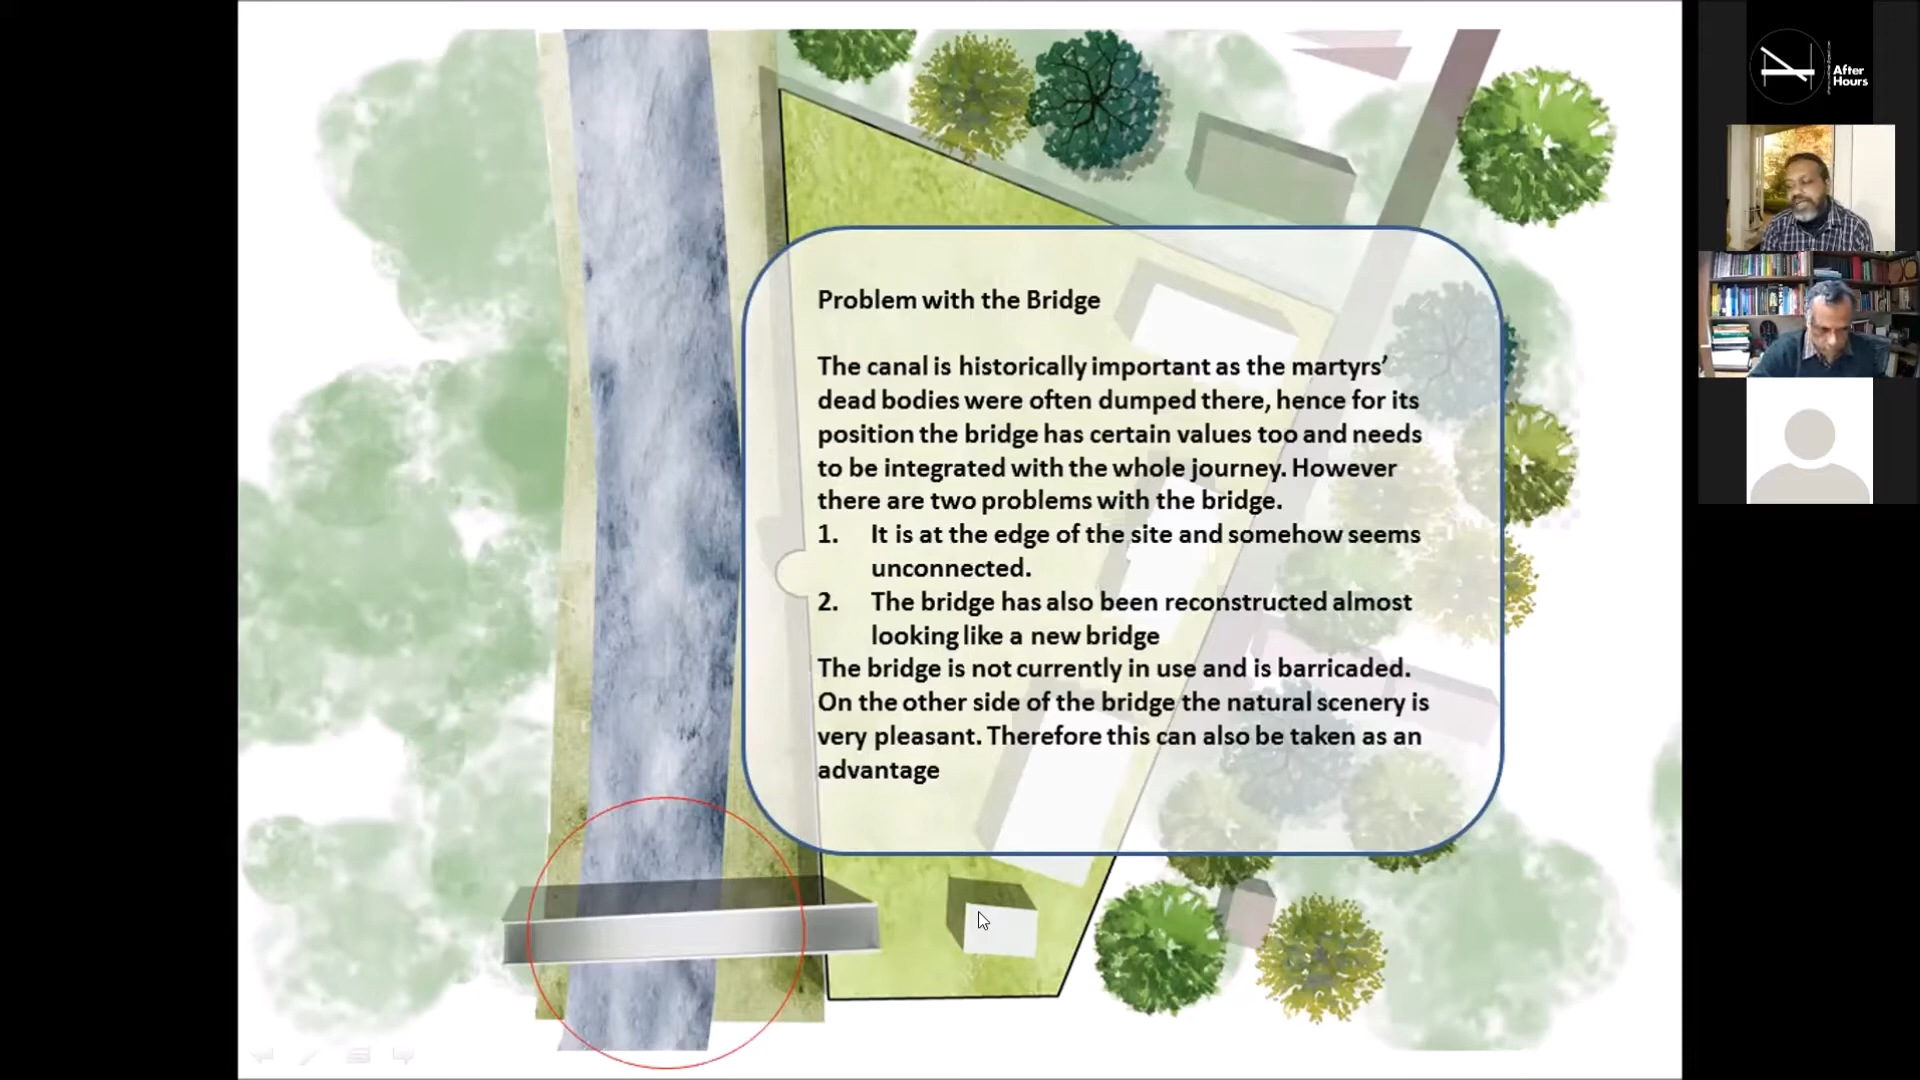 After
Hours
Problem with the Bridge
The canal is historically important as the martyrs’
dead bodies were often dumped there, hence for its
position the bridge has certain values too and needs
to be integrated with the whole journey. However
there are two problems with the bridge.
1. It is at the edge of the site and somehow seems
unconnected.
2. The bridge has also been reconstructed almost
looking like a new bridge
The bridge is not currently in use and is barricaded.
On the other side of the bridge the natural scenery is
very pleasant. Therefore this can also be taken as an
advantage